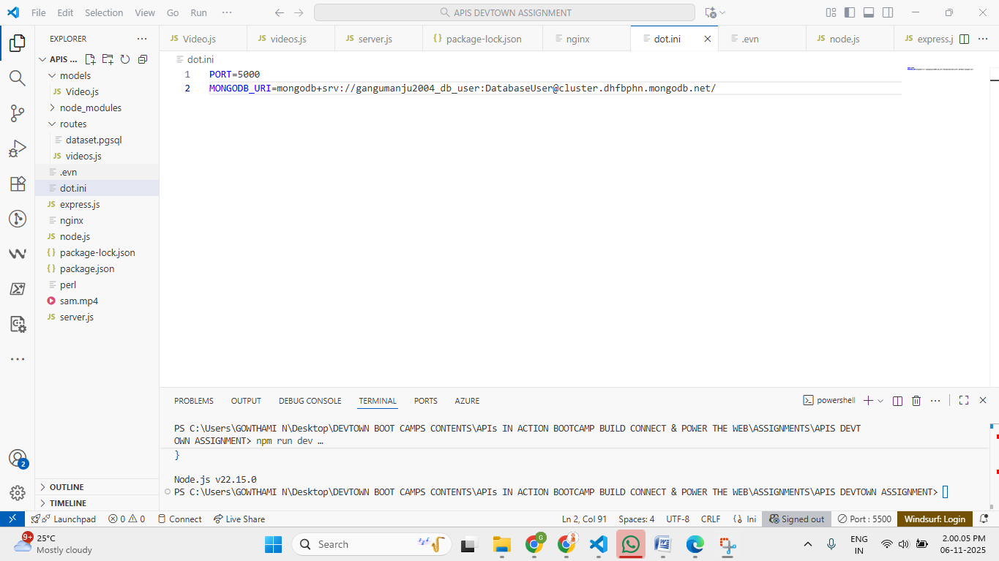 File Edit Selection View Go Run ··· APIS DEVTOWN ASSIGNMENT
EXPLORER ···
Video.js videos.js server.js package-lock.json nginx dot.ini .evn node.js express.j ···
APIS ...
models
Video.js
node_modules
routes
dataset.pgsql
videos.js
.evn
dot.ini
express.js
nginx
node.js
package-lock.json
package.json
perl
sam.mp4
server.js
OUTLINE
TIMELINE
dot.ini
1 PORT=5000
2 MONGODB_URI=mongodb+srv://gangumanju2004_db_user:DatabaseUser@cluster.dhfbphn.mongodb.net/
PROBLEMS OUTPUT DEBUG CONSOLE TERMINAL PORTS AZURE powershell
PS C:\Users\GOWTHAMI N\Desktop\DEVTOWN BOOT CAMPS CONTENTS\APIs IN ACTION BOOTCAMP BUILD CONNECT & POWER THE WEB\ASSIGNMENTS\APIS DEVT
OWN ASSIGNMENT> npm run dev …
}
Node.js v22.15.0
PS C:\Users\GOWTHAMI N\Desktop\DEVTOWN BOOT CAMPS CONTENTS\APIs IN ACTION BOOTCAMP BUILD CONNECT & POWER THE WEB\ASSIGNMENTS\APIS DEVTOWN ASSIGNMENT>
2
Launchpad 0 0 Connect Live Share Ln 2, Col 91 Spaces: 4 UTF-8 CRLF Ini Signed out Port : 5500 Windsurf: Login
9+
25°C
Mostly cloudy
Search
ENG
IN
2.00.05 PM
06-11-2025